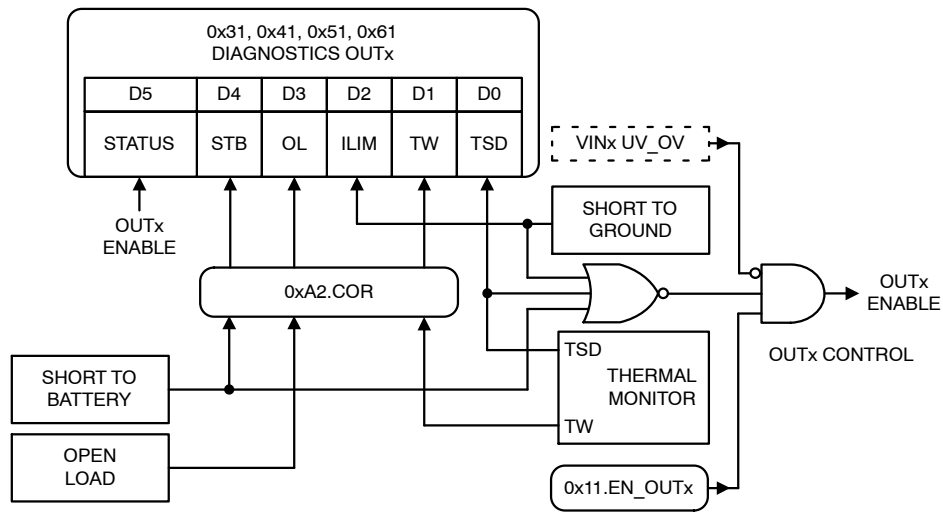 0x31, 0x41, 0x51, 0x61
DIAGNOSTICS OUTx
D5 D4 D3 D2 D1 D0
STATUS STB OL ILIM TW TSD
VINx UV_OV
OUTx
ENABLE
SHORT TO
GROUND
0xA2.COR
OUTx
ENABLE
OUTx CONTROL
SHORT TO
BATTERY
TSD
THERMAL
MONITOR
TW
OPEN
LOAD
0x11.EN_OUTx